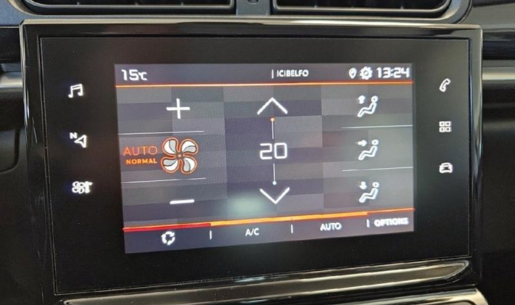 15°C | ICIBELFO 13:24
AUTO
NORMAL
20
A/C | AUTO | OPTIONS
N